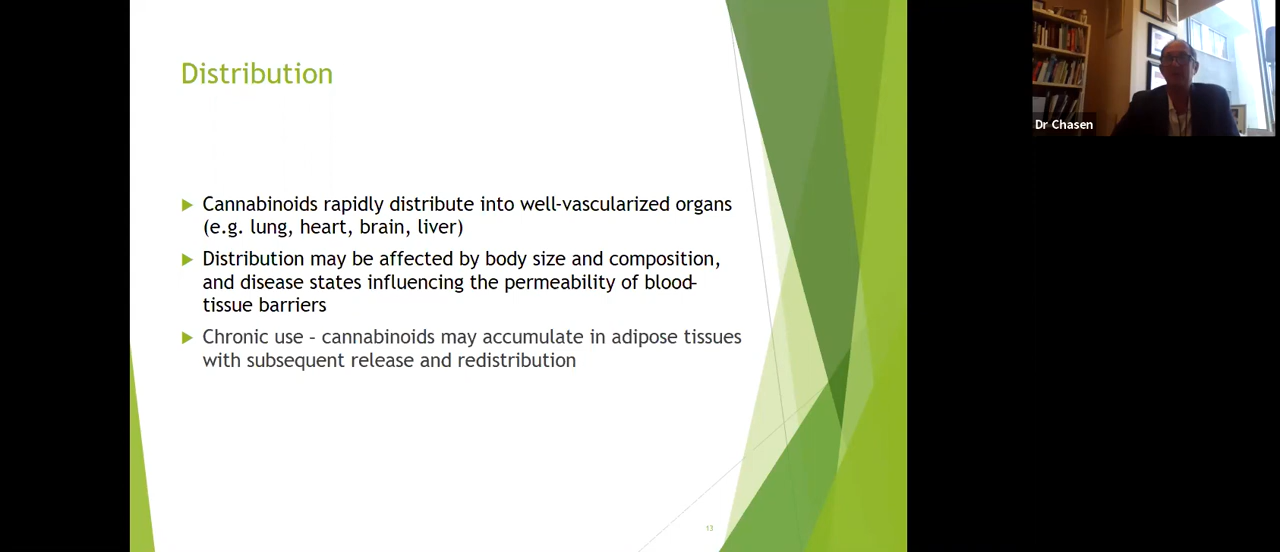 Distribution
Cannabinoids rapidly distribute into well-vascularized organs
(e.g. lung, heart, brain, liver)
Distribution may be affected by body size and composition,
and disease states influencing the permeability of blood-
tissue barriers
Chronic use – cannabinoids may accumulate in adipose tissues
with subsequent release and redistribution
13
Dr Chasen